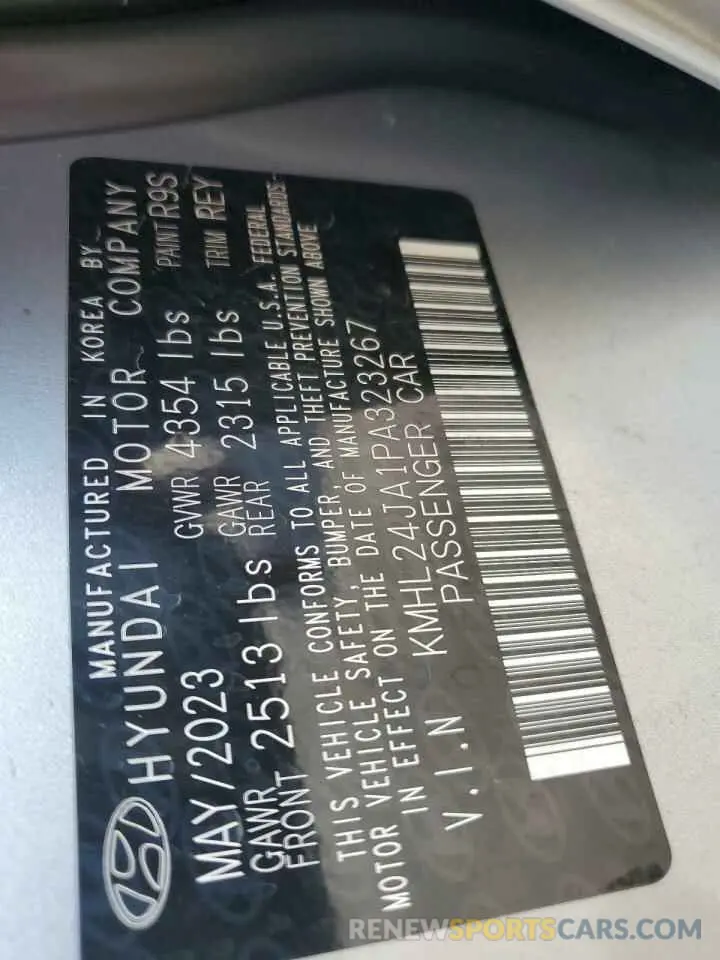 MANUFACTURED IN KOREA BY
HYUNDAI MOTOR COMPANY
MAY/2023 GVWR 4354 lbs PAINT R9S
GAWR FRONT 2513 lbs GAWR REAR 2315 lbs TRIM REY
THIS VEHICLE CONFORMS TO ALL APPLICABLE U.S.A. FEDERAL
MOTOR VEHICLE SAFETY, BUMPER, AND THEFT PREVENTION STANDARDS
IN EFFECT ON THE DATE OF MANUFACTURE SHOWN ABOVE
V.I.N KMHL24JA1PA323267
PASSENGER CAR
RENEWSPORTSCARS.COM